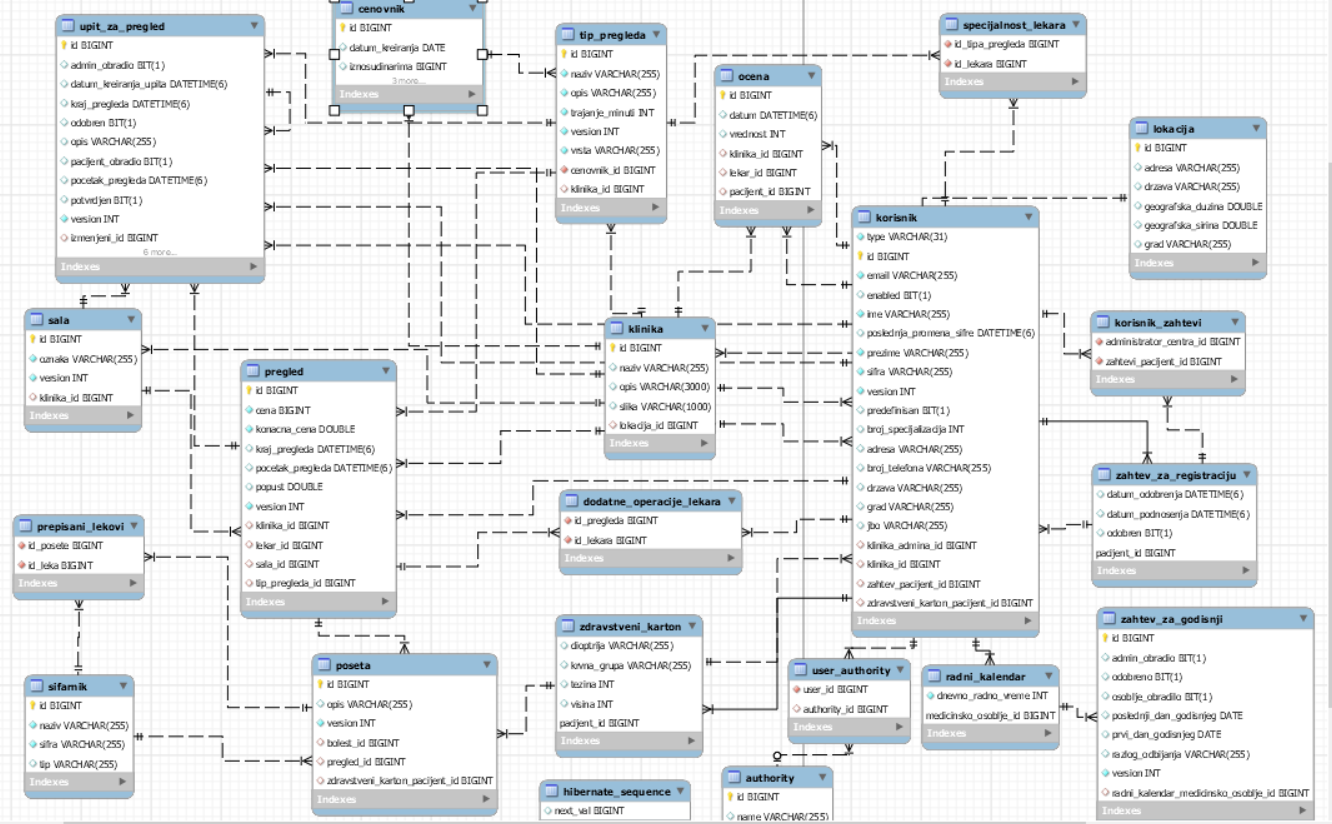 upit_za_pregled
id BIGINT
admin_obradio BIT(1)
datum_kreiranja_upita DATETIME(6)
kraj_pregleda DATETIME(6)
odobren BIT(1)
opis VARCHAR(255)
pacijent_obradio BIT(1)
pocetak_pregleda DATETIME(6)
potvrdjen BIT(1)
version INT
izmenjeni_id BIGINT
6 more...
Indexes
cenovnik
id BIGINT
datum_kreiranja DATE
iznosudinarima BIGINT
3 more...
Indexes
tip_pregleda
id BIGINT
naziv VARCHAR(255)
opis VARCHAR(255)
trajanje_minuti INT
version INT
vrsta VARCHAR(255)
cenovnik_id BIGINT
klinika_id BIGINT
Indexes
ocena
id BIGINT
datum DATETIME(6)
vrednost INT
klinika_id BIGINT
lekar_id BIGINT
pacijent_id BIGINT
Indexes
specijalnost_lekara
id_tipa_pregleda BIGINT
id_lekara BIGINT
Indexes
lokacija
id BIGINT
adresa VARCHAR(255)
drzava VARCHAR(255)
geografska_duzina DOUBLE
geografska_sirina DOUBLE
grad VARCHAR(255)
Indexes
korisnik
type VARCHAR(31)
id BIGINT
email VARCHAR(255)
enabled BIT(1)
ime VARCHAR(255)
poslednja_promena_sifre DATETIME(6)
prezime VARCHAR(255)
sifra VARCHAR(255)
version INT
predefinisan BIT(1)
broj_specijalizacija INT
adresa VARCHAR(255)
broj_telefona VARCHAR(255)
drzava VARCHAR(255)
grad VARCHAR(255)
jbo VARCHAR(255)
klinika_admina_id BIGINT
klinika_id BIGINT
zahtev_pacijent_id BIGINT
zdravstveni_karton_pacijent_id BIGINT
Indexes
sala
id BIGINT
oznaka VARCHAR(255)
version INT
klinika_id BIGINT
Indexes
pregled
id BIGINT
cena BIGINT
konacna_cena DOUBLE
kraj_pregleda DATETIME(6)
pocetak_pregleda DATETIME(6)
popust DOUBLE
version INT
klinika_id BIGINT
lekar_id BIGINT
sala_id BIGINT
tip_pregleda_id BIGINT
Indexes
klinika
id BIGINT
naziv VARCHAR(255)
opis VARCHAR(3000)
slika VARCHAR(1000)
lokacija_id BIGINT
Indexes
korisnik_zahtevi
administrator_centra_id BIGINT
zahtevi_pacijent_id BIGINT
Indexes
zahtev_za_registraciju
datum_odobrenja DATETIME(6)
datum_podnosenja DATETIME(6)
odobren BIT(1)
pacijent_id BIGINT
Indexes
dodatne_operacije_lekara
id_pregleda BIGINT
id_lekara BIGINT
Indexes
prepisani_lekovi
id_posete BIGINT
id_leka BIGINT
Indexes
zdravstveni_karton
dioptrija VARCHAR(255)
krvna_grupa VARCHAR(255)
tezina INT
visina INT
pacijent_id BIGINT
Indexes
zahtev_za_godisnji
id BIGINT
admin_obradio BIT(1)
odobreno BIT(1)
osoblje_obradilo BIT(1)
poslednji_dan_godisnjeg DATE
prvi_dan_godisnjeg DATE
razlog_odbijanja VARCHAR(255)
version INT
radni_kalendar_medicinsko_osoblje_id BIGINT
Indexes
poseta
id BIGINT
opis VARCHAR(255)
version INT
bolest_id BIGINT
pregled_id BIGINT
zdravstveni_karton_pacijent_id BIGINT
Indexes
user_authority
user_id BIGINT
authority_id BIGINT
Indexes
radni_kalendar
dnevno_radno_vreme INT
medicinsko_osoblje_id BIGINT
Indexes
sifarnik
id BIGINT
naziv VARCHAR(255)
sifra VARCHAR(255)
tip VARCHAR(255)
Indexes
hibernate_sequence
next_val BIGINT
authority
id BIGINT
name VARCHAR(255)